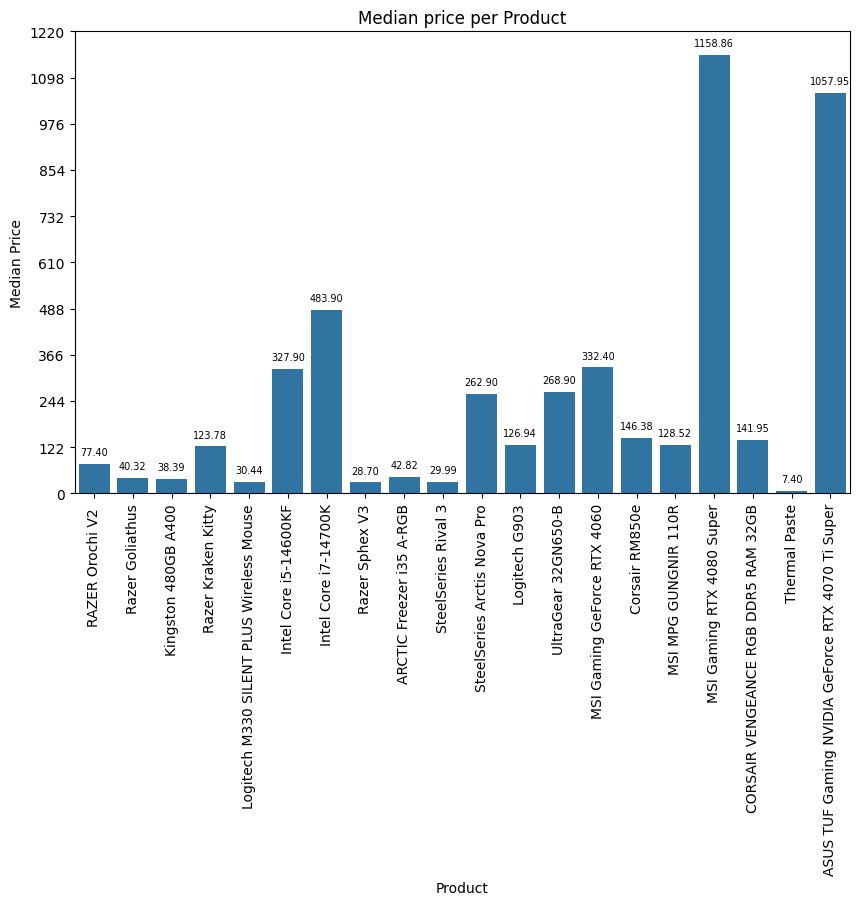 Median price per Product
Median Price
1220
1098
976
854
732
610
488
366
244
122
0
77.40
40.32
38.39
123.78
30.44
327.90
483.90
28.70
42.82
29.99
262.90
126.94
268.90
332.40
146.38
128.52
1158.86
141.95
7.40
1057.95
RAZER Orochi V2
Razer Goliathus
Kingston 480GB A400
Razer Kraken Kitty
Logitech M330 SILENT PLUS Wireless Mouse
Intel Core i5-14600KF
Intel Core i7-14700K
Razer Sphex V3
ARCTIC Freezer i35 A-RGB
SteelSeries Rival 3
SteelSeries Arctis Nova Pro
Logitech G903
UltraGear 32GN650-B
MSI Gaming GeForce RTX 4060
Corsair RM850e
MSI MPG GUNGNIR 110R
MSI Gaming RTX 4080 Super
CORSAIR VENGEANCE RGB DDR5 RAM 32GB
Thermal Paste
ASUS TUF Gaming NVIDIA GeForce RTX 4070 Ti Super
Product